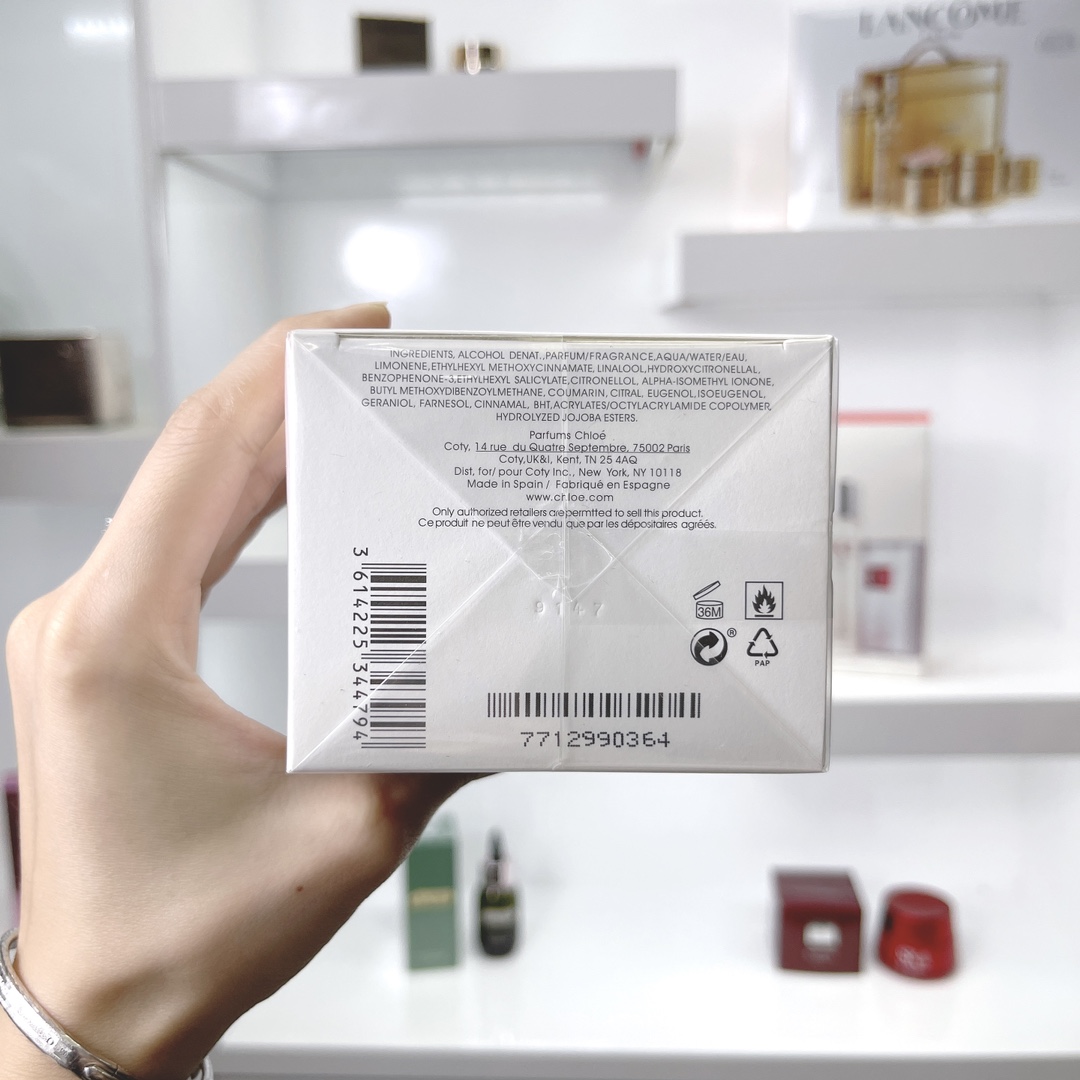 LANCÔME
INGREDIENTS, ALCOHOL DENAT.,PARFUM/FRAGRANCE,AQUA/WATER/EAU,
LIMONENE,ETHYLHEXYL METHOXYCINNAMATE, LINALOOL,HYDROXYCITRONELLAL,
BENZOPHENONE-3,ETHYLHEXYL SALICYLATE,CITRONELLOL, ALPHA-ISOMETHYL IONONE,
BUTYL METHOXYDIBENZOYLMETHANE, COUMARIN, CITRAL, EUGENOL,ISOEUGENOL,
GERANIOL, FARNESOL, CINNAMAL, BHT,ACRYLATES/OCTYLACRYLAMIDE COPOLYMER,
HYDROLYZED JOJOBA ESTERS.
Parfums Chloé
Coty, 14 rue du Quatre Septembre, 75002 Paris
Coty,UK&I, Kent, TN 25 4AQ
Dist, for/ pour Coty Inc., New York, NY 10118
Made in Spain / Fabriqué en Espagne
www.chloe.com
Only authorized retailers are permtted to sell this product.
Ce produit ne peut être vendu que par les dépositaires agréés.
3 614225 344794
9147
36M
®
PAP
7712990364